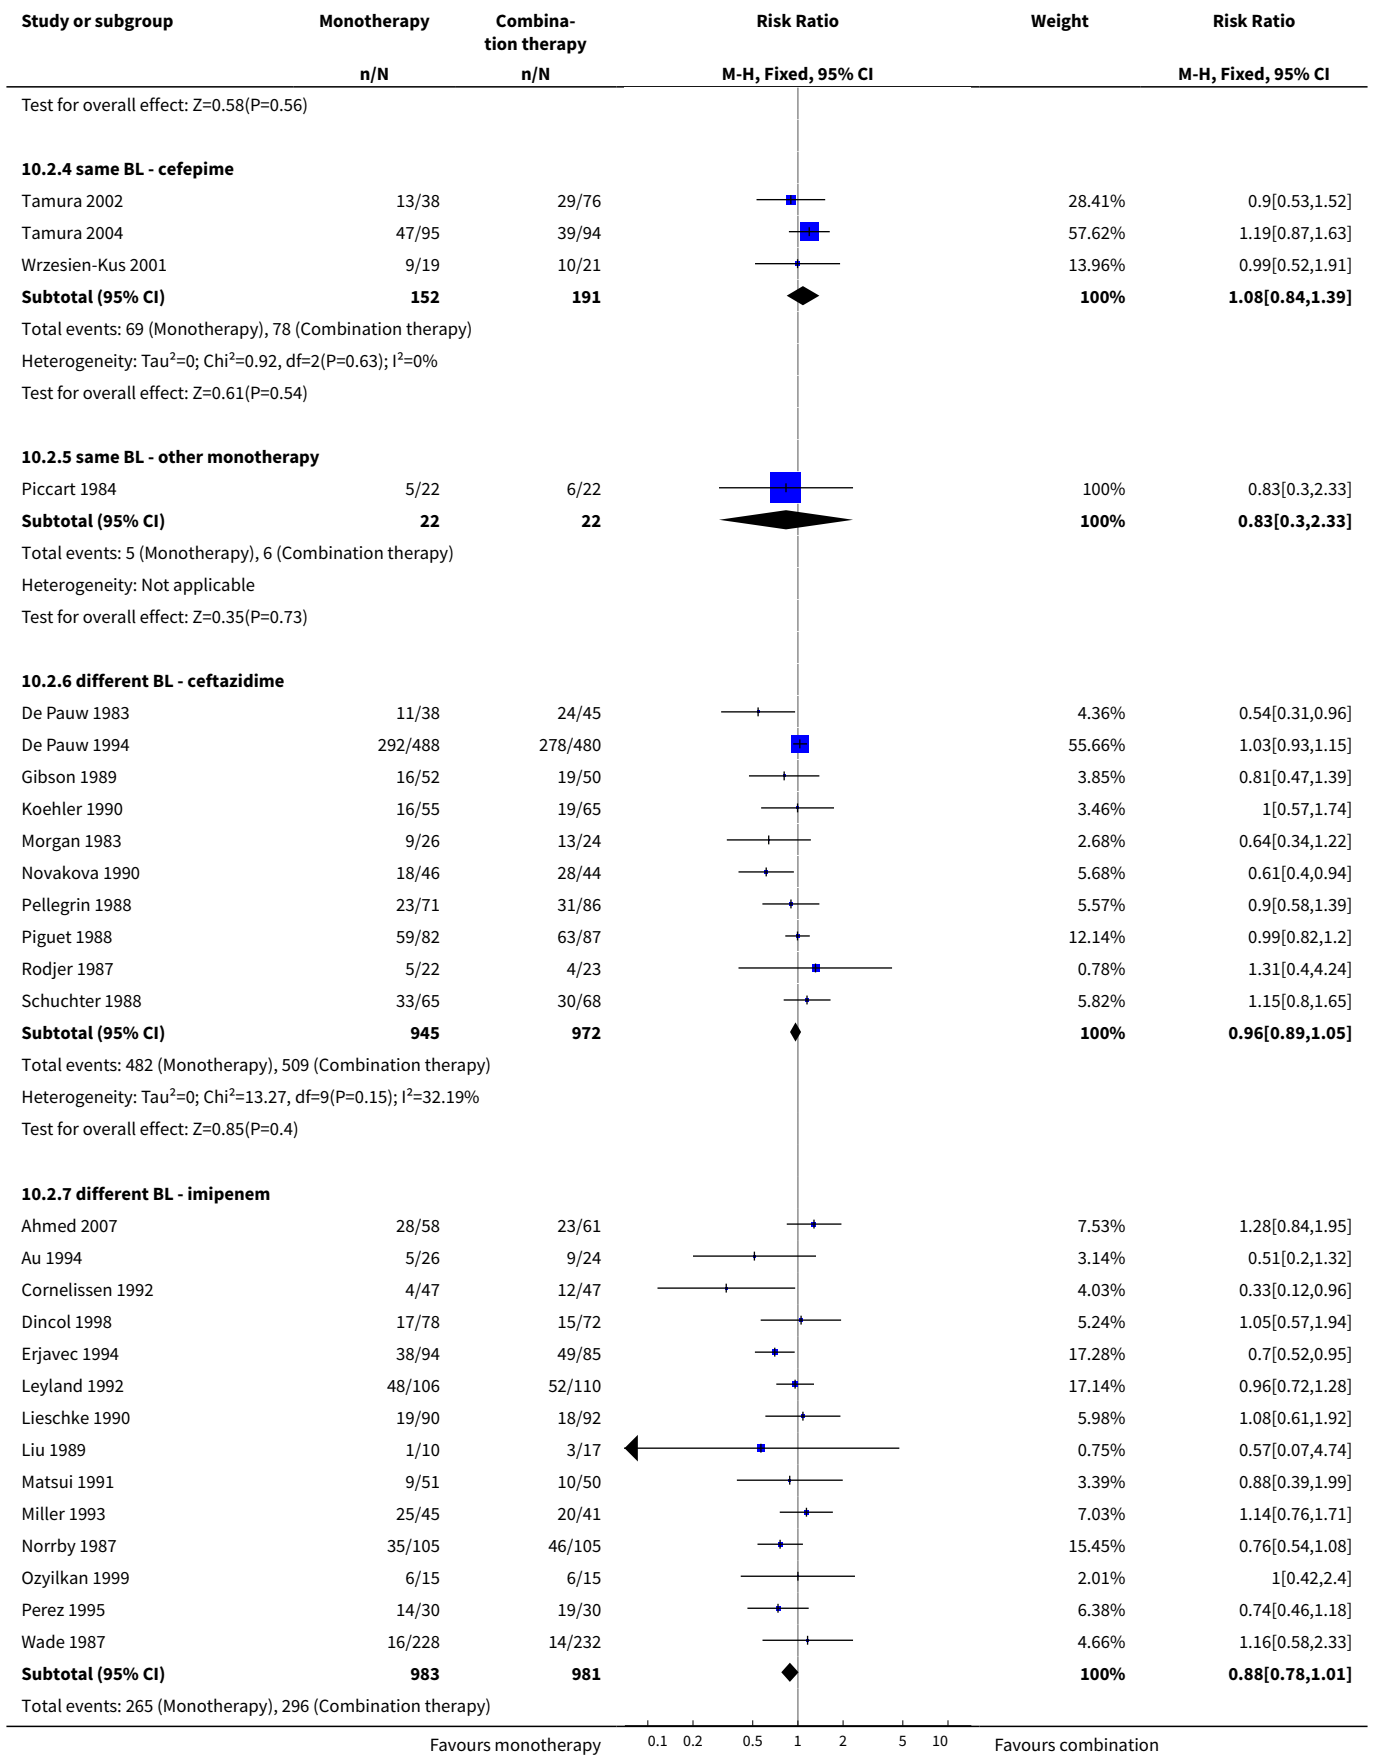 Study or subgroup Monotherapy Combina- Risk Ratio Weight Risk Ratio
tion therapy
n/N n/N M-H, Fixed, 95% CI M-H, Fixed, 95% CI
Test for overall effect: Z=0.58(P=0.56)
10.2.4 same BL - cefepime
Tamura 2002 13/38 29/76 28.41% 0.9[0.53,1.52]
Tamura 2004 47/95 39/94 57.62% 1.19[0.87,1.63]
Wrzesien-Kus 2001 9/19 10/21 13.96% 0.99[0.52,1.91]
Subtotal (95% CI) 152 191 100% 1.08[0.84,1.39]
Total events: 69 (Monotherapy), 78 (Combination therapy)
Heterogeneity: Tau²=0; Chi²=0.92, df=2(P=0.63); I²=0%
Test for overall effect: Z=0.61(P=0.54)
10.2.5 same BL - other monotherapy
Piccart 1984 5/22 6/22 100% 0.83[0.3,2.33]
Subtotal (95% CI) 22 22 100% 0.83[0.3,2.33]
Total events: 5 (Monotherapy), 6 (Combination therapy)
Heterogeneity: Not applicable
Test for overall effect: Z=0.35(P=0.73)
10.2.6 different BL - ceftazidime
De Pauw 1983 11/38 24/45 4.36% 0.54[0.31,0.96]
De Pauw 1994 292/488 278/480 55.66% 1.03[0.93,1.15]
Gibson 1989 16/52 19/50 3.85% 0.81[0.47,1.39]
Koehler 1990 16/55 19/65 3.46% 1[0.57,1.74]
Morgan 1983 9/26 13/24 2.68% 0.64[0.34,1.22]
Novakova 1990 18/46 28/44 5.68% 0.61[0.4,0.94]
Pellegrin 1988 23/71 31/86 5.57% 0.9[0.58,1.39]
Piguet 1988 59/82 63/87 12.14% 0.99[0.82,1.2]
Rodjer 1987 5/22 4/23 0.78% 1.31[0.4,4.24]
Schuchter 1988 33/65 30/68 5.82% 1.15[0.8,1.65]
Subtotal (95% CI) 945 972 100% 0.96[0.89,1.05]
Total events: 482 (Monotherapy), 509 (Combination therapy)
Heterogeneity: Tau²=0; Chi²=13.27, df=9(P=0.15); I²=32.19%
Test for overall effect: Z=0.85(P=0.4)
10.2.7 different BL - imipenem
Ahmed 2007 28/58 23/61 7.53% 1.28[0.84,1.95]
Au 1994 5/26 9/24 3.14% 0.51[0.2,1.32]
Cornelissen 1992 4/47 12/47 4.03% 0.33[0.12,0.96]
Dincol 1998 17/78 15/72 5.24% 1.05[0.57,1.94]
Erjavec 1994 38/94 49/85 17.28% 0.7[0.52,0.95]
Leyland 1992 48/106 52/110 17.14% 0.96[0.72,1.28]
Lieschke 1990 19/90 18/92 5.98% 1.08[0.61,1.92]
Liu 1989 1/10 3/17 0.75% 0.57[0.07,4.74]
Matsui 1991 9/51 10/50 3.39% 0.88[0.39,1.99]
Miller 1993 25/45 20/41 7.03% 1.14[0.76,1.71]
Norrby 1987 35/105 46/105 15.45% 0.76[0.54,1.08]
Ozyilkan 1999 6/15 6/15 2.01% 1[0.42,2.4]
Perez 1995 14/30 19/30 6.38% 0.74[0.46,1.18]
Wade 1987 16/228 14/232 4.66% 1.16[0.58,2.33]
Subtotal (95% CI) 983 981 100% 0.88[0.78,1.01]
Total events: 265 (Monotherapy), 296 (Combination therapy)
Favours monotherapy 0.1 0.2 0.5 1 2 5 10 Favours combination